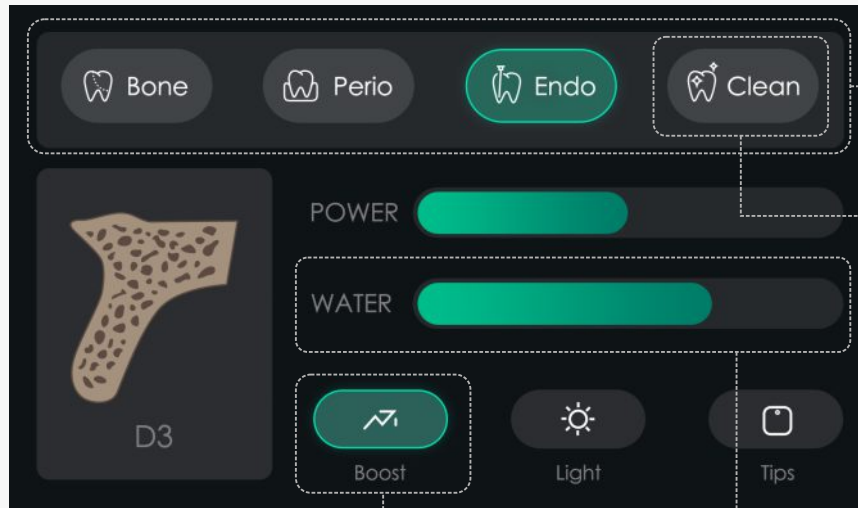 Bone Perio Endo Clean
POWER
WATER
D3
Boost Light Tips